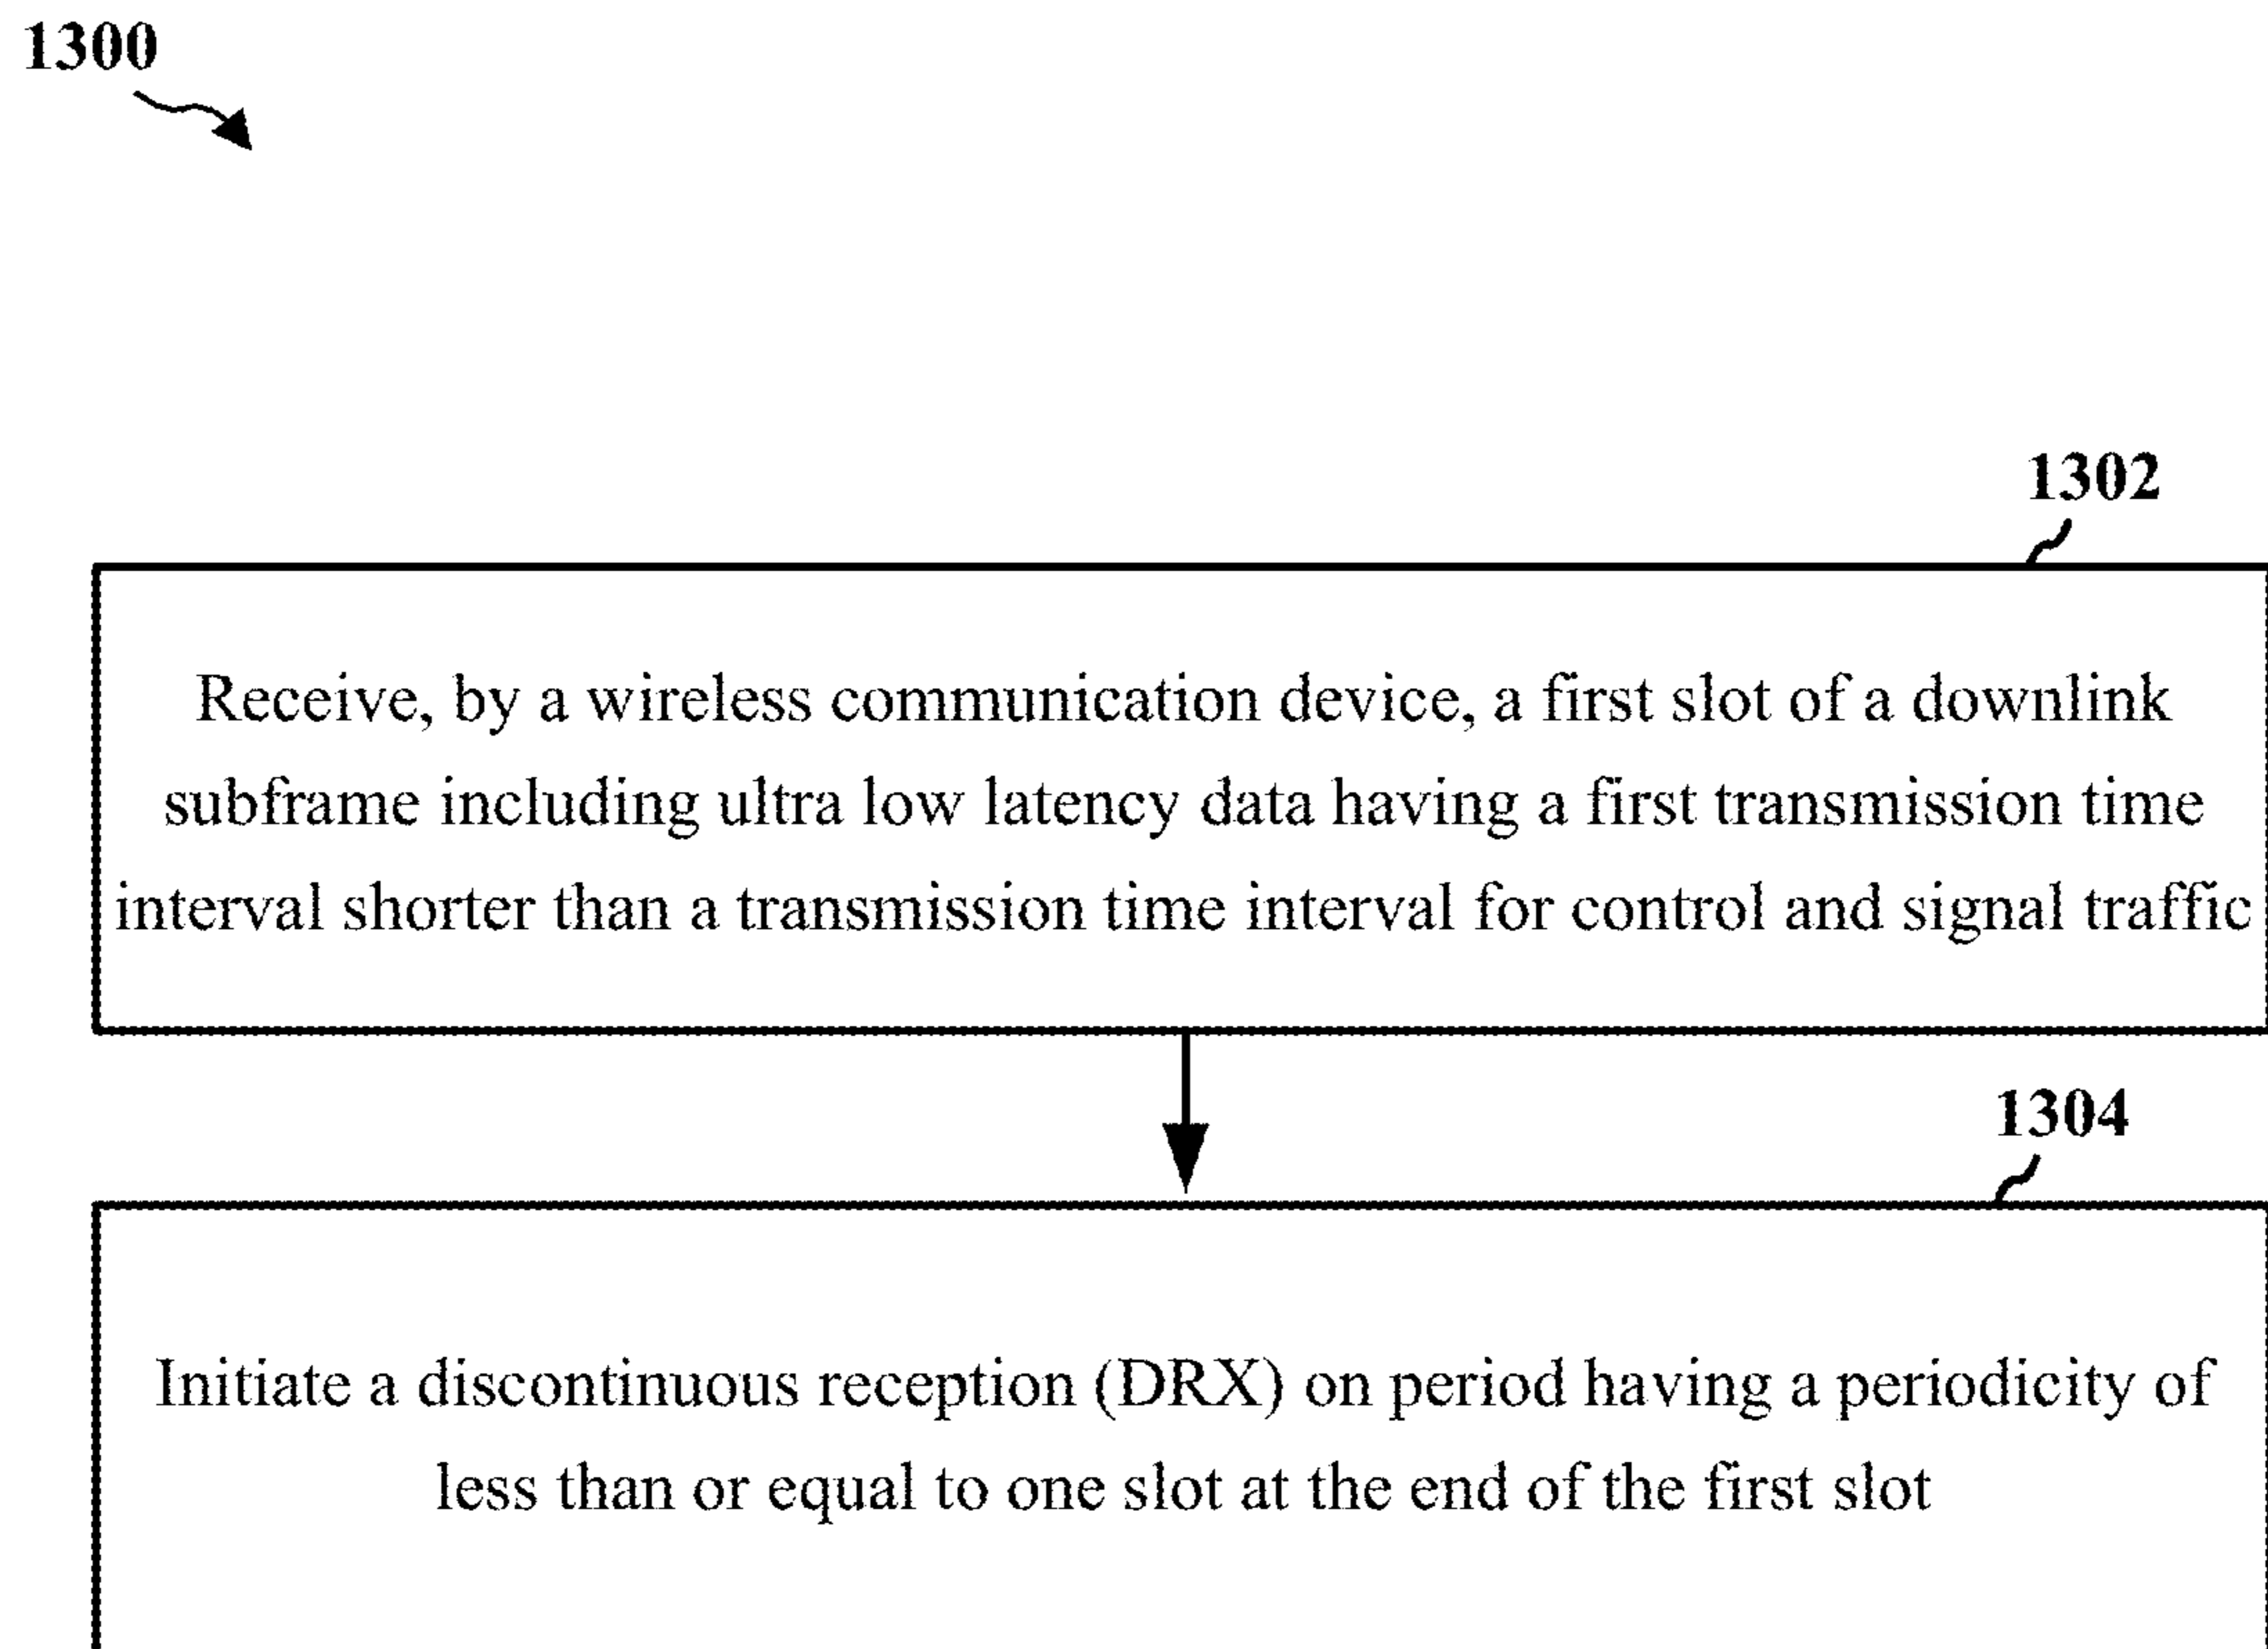 1300
1302
Receive, by a wireless communication device, a first slot of a downlink
subframe including ultra low latency data having a first transmission time
interval shorter than a transmission time interval for control and signal traffic
1304
Initiate a discontinuous reception (DRX) on period having a periodicity of
less than or equal to one slot at the end of the first slot